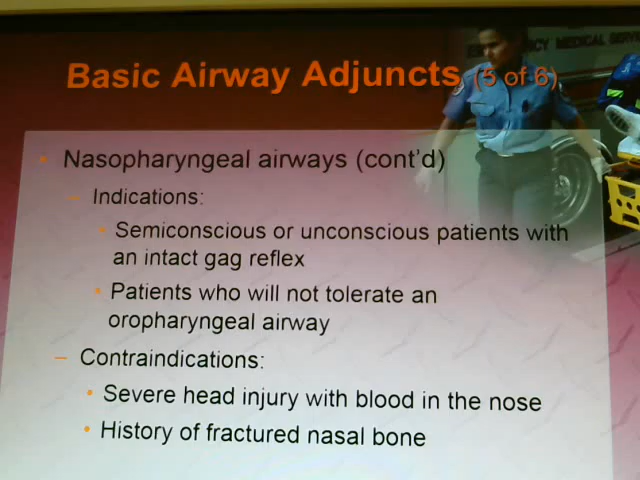 Basic Airway Adjuncts (5 of 6)
MEDICAL
• Nasopharyngeal airways (cont'd)
– Indications:
• Semiconscious or unconscious patients with
an intact gag reflex
• Patients who will not tolerate an
oropharyngeal airway
– Contraindications:
• Severe head injury with blood in the nose
• History of fractured nasal bone